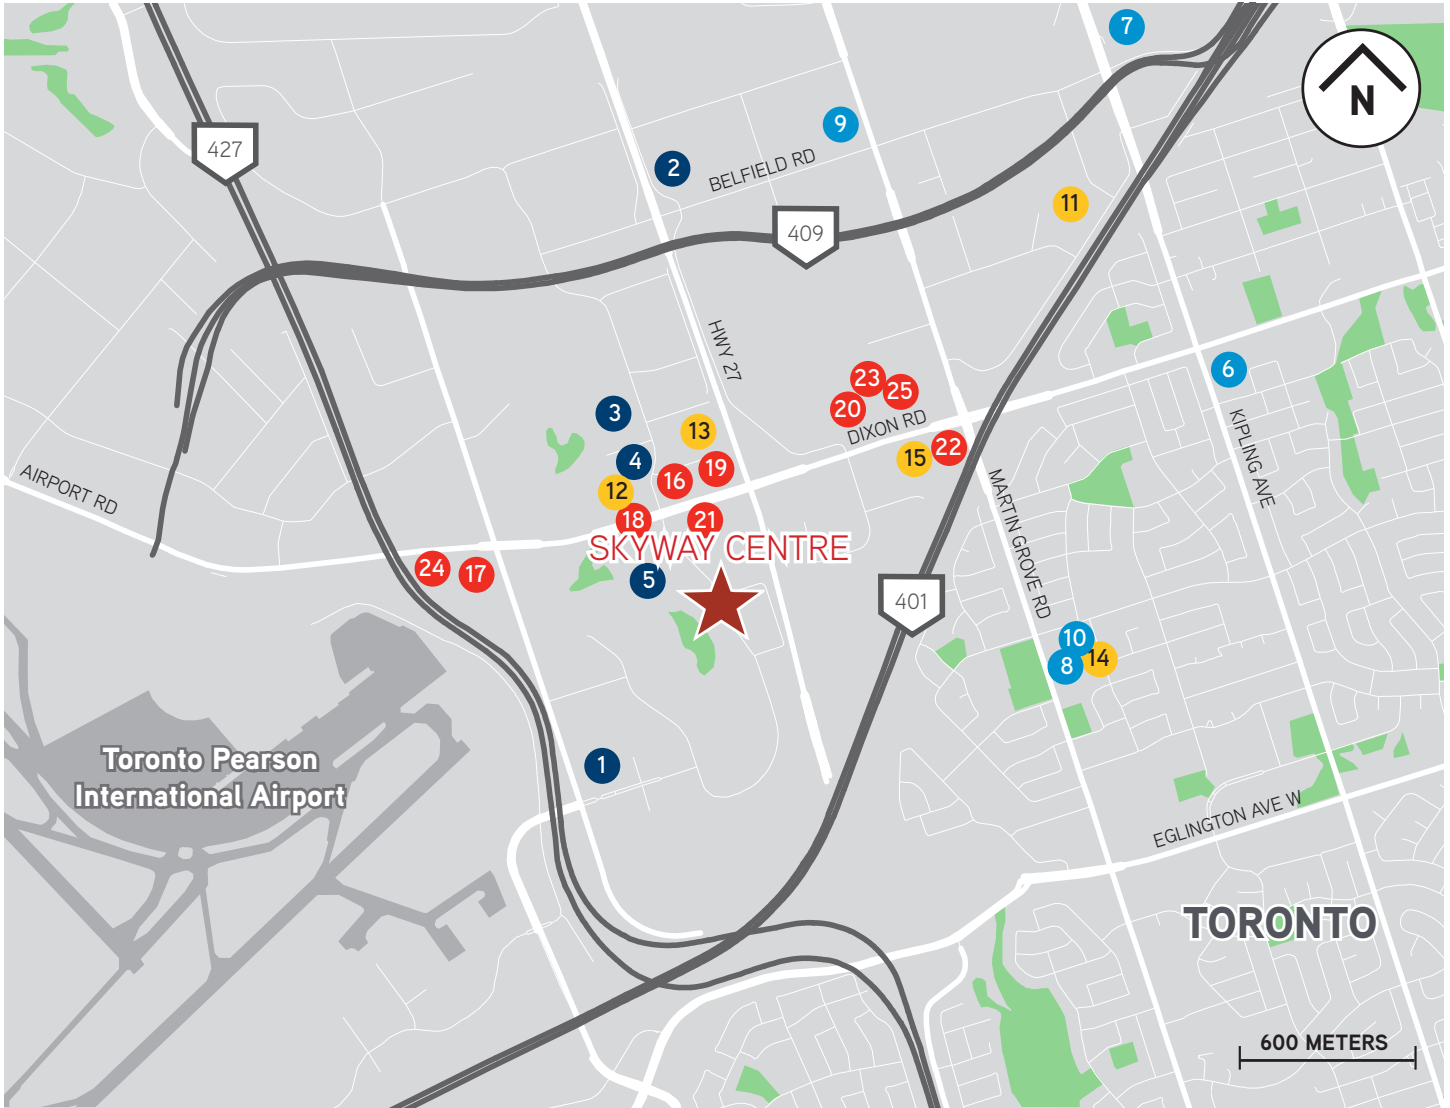 7
N
9
427
2
BELFIELD RD
11
409
HWY 27
6
23
25
3
20
DIXON RD
13
KIPLING AVE
22
4
15
19
16
AIRPORT RD
12
MARTIN GROVE RD
18
21
SKYWAY CENTRE
24
17
5
401
10
14
8
Toronto Pearson
International Airport
1
EGLINGTON AVE W
TORONTO
600 METERS